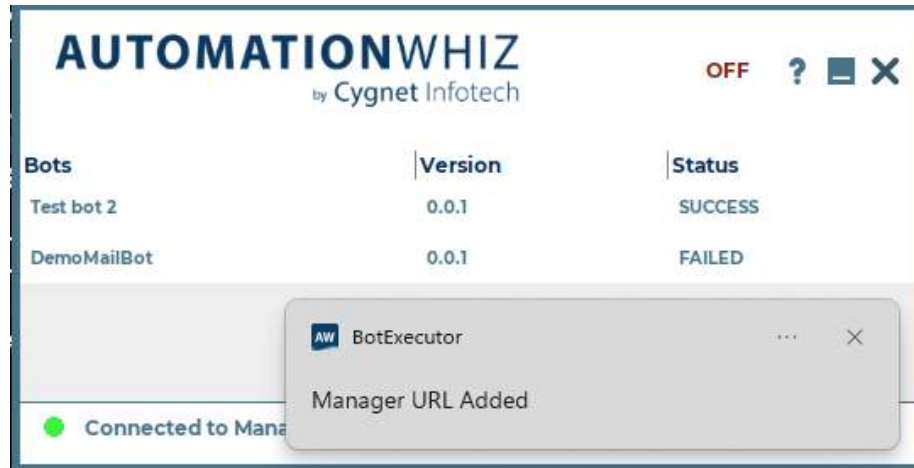 AUTOMATIONWHIZ
by Cygnet Infotech
OFF ?
Bots Version Status
Test bot 2 0.0.1 SUCCESS
DemoMailBot 0.0.1 FAILED
AW BotExecutor ...
Manager URL Added
Connected to Mana